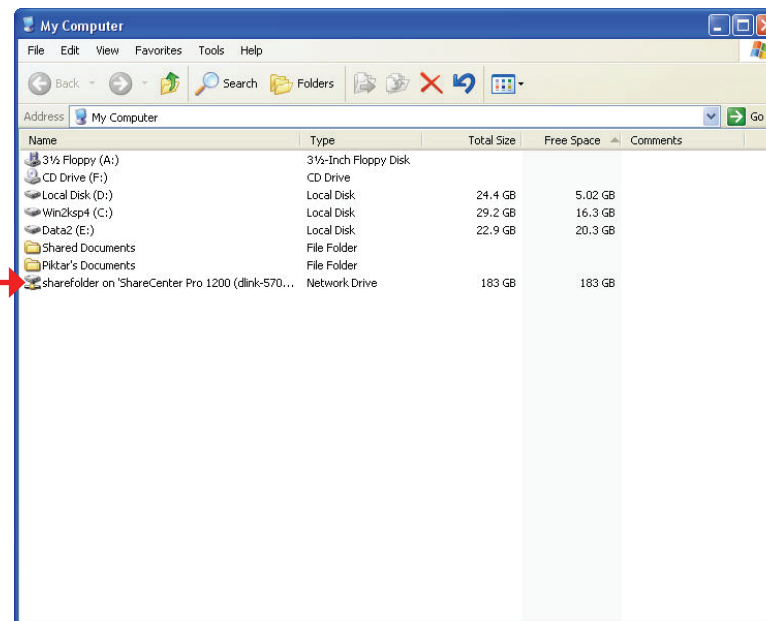 My Computer
File Edit View Favorites Tools Help
Back Search Folders
Address My Computer Go
Name Type Total Size Free Space Comments
3½ Floppy (A:) 3½-Inch Floppy Disk
CD Drive (F:) CD Drive
Local Disk (D:) Local Disk 24.4 GB 5.02 GB
Win2ksp4 (C:) Local Disk 29.2 GB 16.3 GB
Data2 (E:) Local Disk 22.9 GB 20.3 GB
Shared Documents File Folder
Piktar's Documents File Folder
sharefolder on 'ShareCenter Pro 1200 (dlink-570... Network Drive 183 GB 183 GB